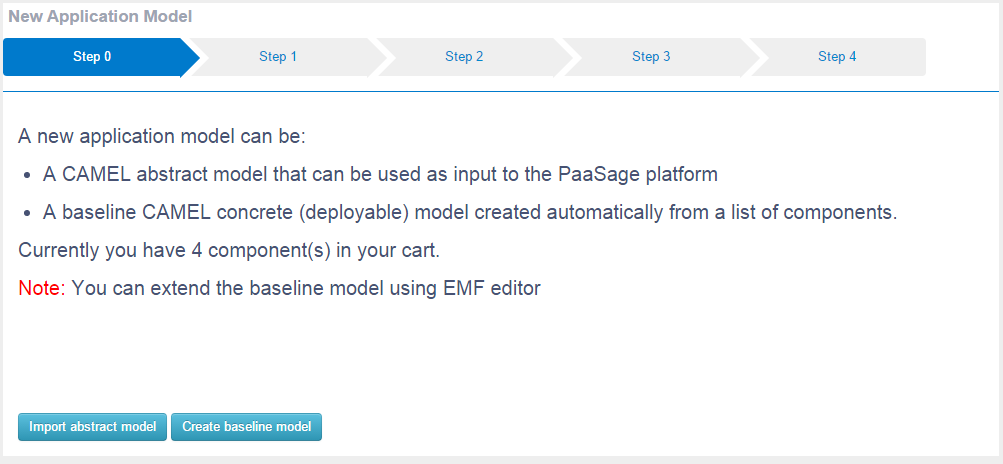 New Application Model
Step 0 Step 1 Step 2 Step 3 Step 4
A new application model can be:
• A CAMEL abstract model that can be used as input to the PaaSage platform
• A baseline CAMEL concrete (deployable) model created automatically from a list of components.
Currently you have 4 component(s) in your cart.
Note: You can extend the baseline model using EMF editor
Import abstract model Create baseline model